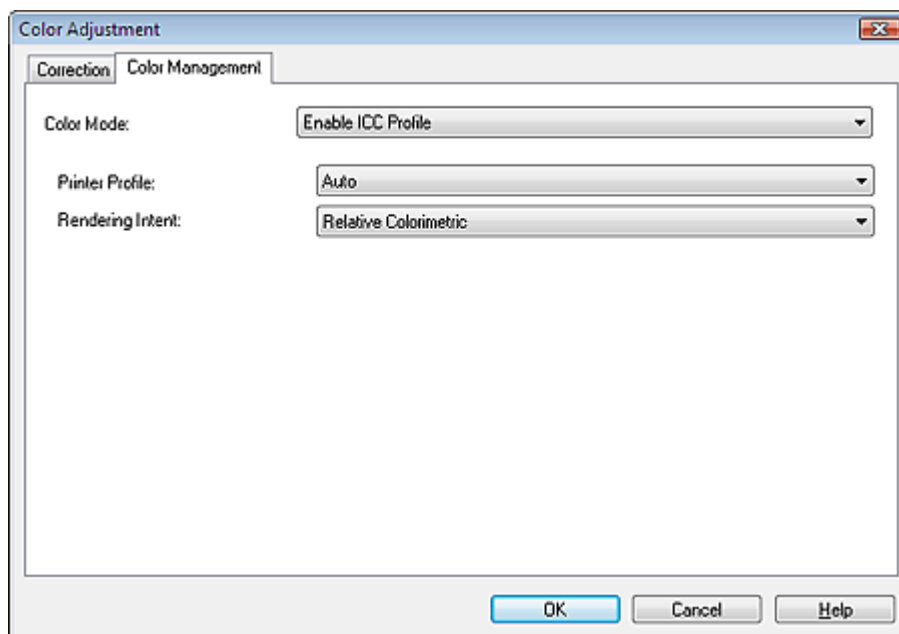 Color Adjustment
Correction Color Management
Color Mode: Enable ICC Profile
Printer Profile: Auto
Rendering Intent: Relative Colorimetric
OK Cancel Help